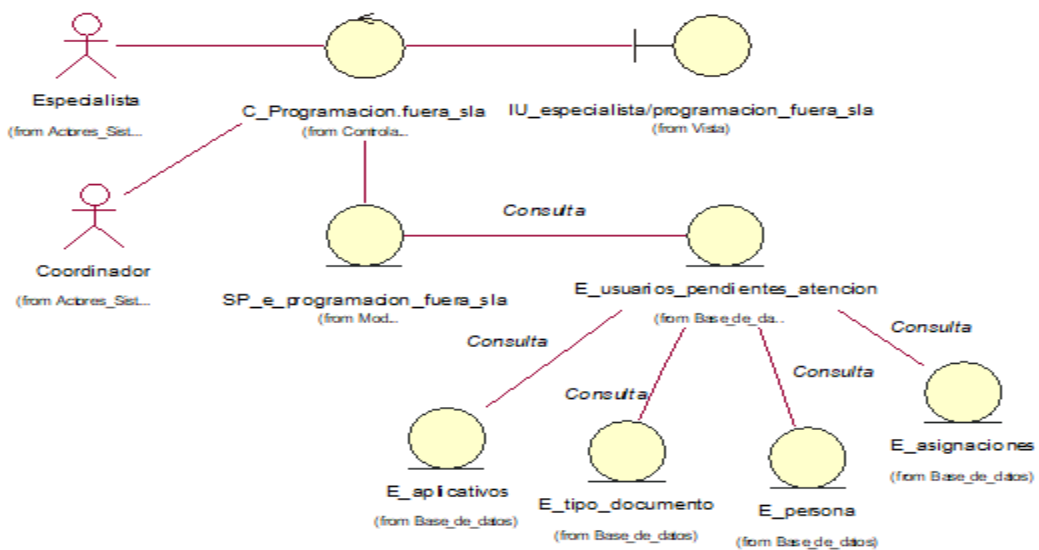 Especialista
(from Actores_Sist...
C_Programacion.fuera_sla
(from Controla...
IU_especialista/programacion_fuera_sla
(from Vista)
Coordinador
(from Actores_Sist...
SP_e_programacion_fuera_sla
(from Mod...
Consulta
E_usuarios_pendientes_atencion
(from Base_de_da..
Consulta
Consulta
Consulta
Consulta
E_aplicativos
(from Base_de_datos)
E_tipo_documento
(from Base_de_datos)
E_persona
(from Base_de_datos)
E_asignaciones
(from Base_de_datos)